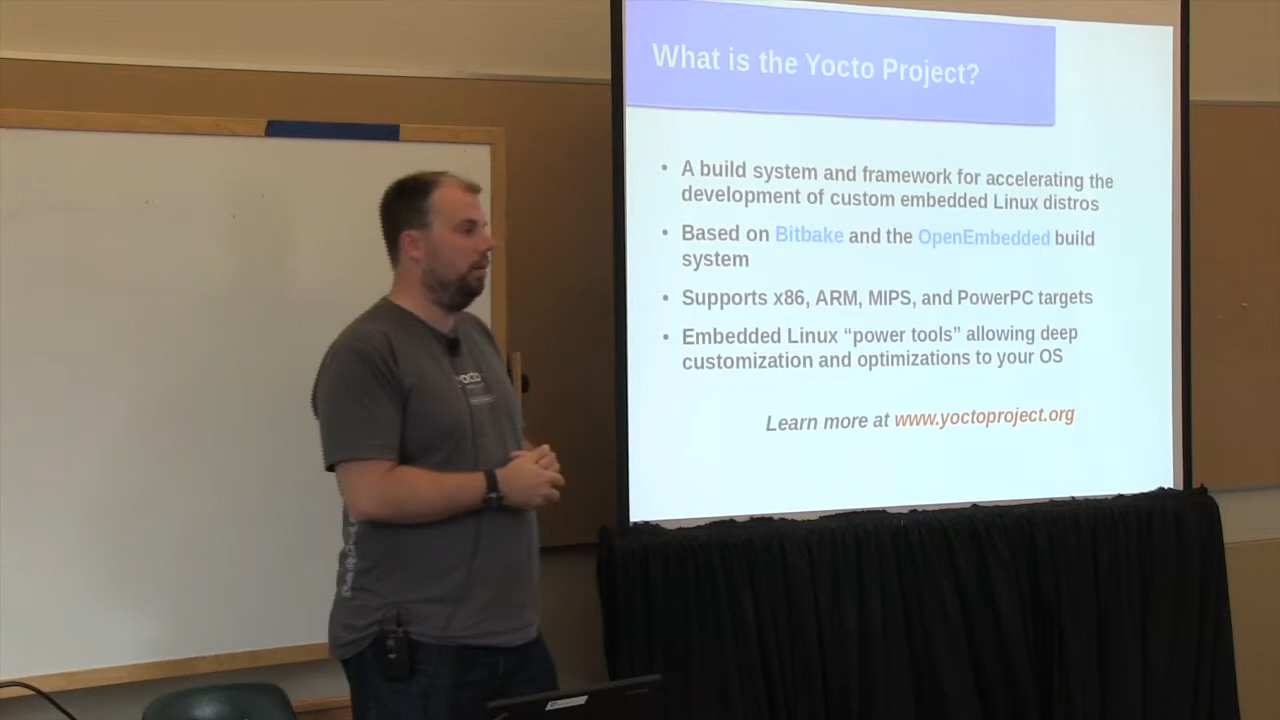 What is the Yocto Project?
• A build system and framework for accelerating the
development of custom embedded Linux distros
• Based on Bitbake and the OpenEmbedded build
system
• Supports x86, ARM, MIPS, and PowerPC targets
• Embedded Linux “power tools” allowing deep
customization and optimizations to your OS
Learn more at www.yoctoproject.org